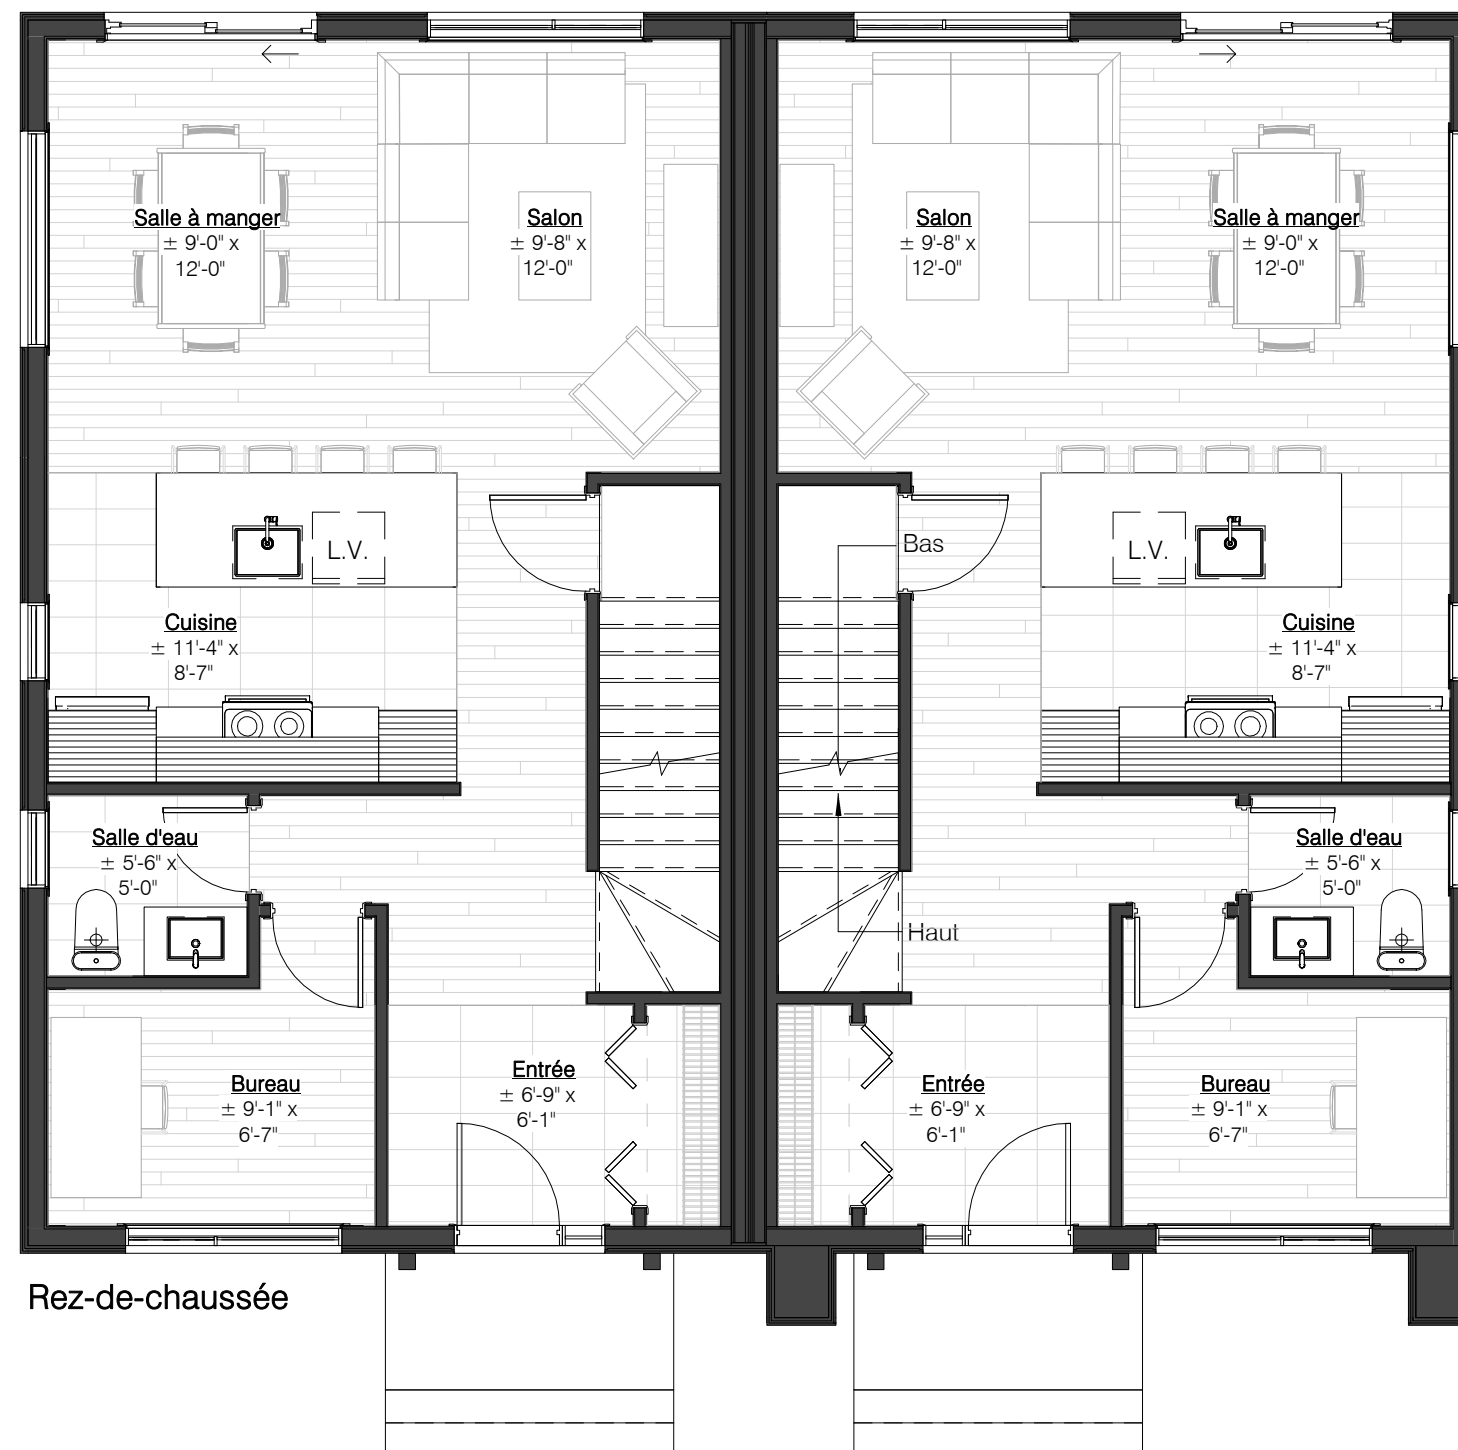 Salle à manger
± 9'-0" x
12'-0"
Salon
± 9'-8" x
12'-0"
Salon
± 9'-8" x
12'-0"
Salle à manger
± 9'-0" x
12'-0"
L.V.
Bas
L.V.
Cuisine
± 11'-4" x
8'-7"
Cuisine
± 11'-4" x
8'-7"
Salle d'eau
± 5'-6" x
5'-0"
Salle d'eau
± 5'-6" x
5'-0"
Haut
Bureau
± 9'-1" x
6'-7"
Entrée
± 6'-9" x
6'-1"
Entrée
± 6'-9" x
6'-1"
Bureau
± 9'-1" x
6'-7"
Rez-de-chaussée